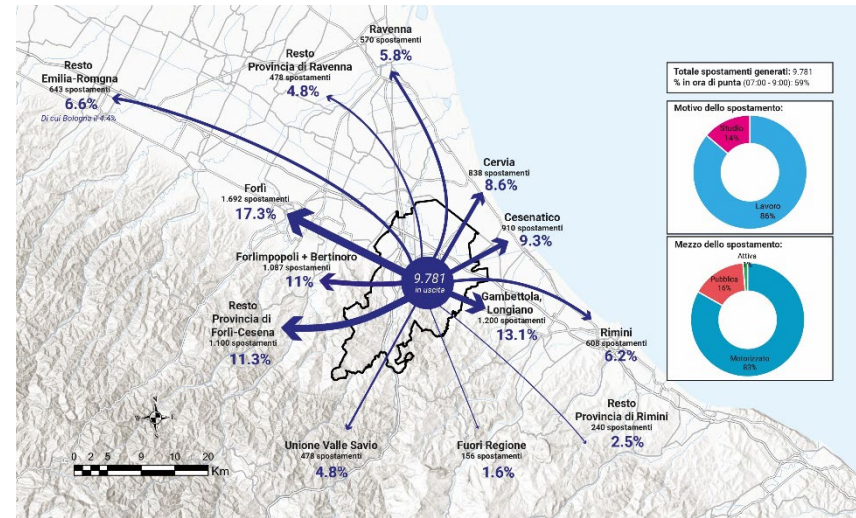 Ravenna
570 spostamenti
5.8%
Resto
Provincia di Ravenna
478 spostamenti
4.8%
Resto
Emilia-Romgna
643 spostamenti
6.6%
Di cui Bologna il 4.4%
Totale spostamenti generati: 9.781
% in ora di punta (07:00 - 9:00): 59%
Motivo dello spostamento:
Studio
14%
Lavoro
86%
Cervia
838 spostamenti
8.6%
Forlì
1.692 spostamenti
17.3%
Cesenatico
910 spostamenti
9.3%
Mezzo dello spostamento:
Attiva
1%
Pubblica
16%
Motorizzato
83%
Forlimpopoli + Bertinoro
1.087 spostamenti
11%
9.781
in uscita
Gambettola,
Longiano
1.200 spostamenti
13.1%
Resto
Provincia di
Forlì-Cesena
1.100 spostamenti
11.3%
Rimini
608 spostamenti
6.2%
Resto
Provincia di Rimini
240 spostamenti
2.5%
Unione Valle Savio
478 spostamenti
4.8%
Fuori Regione
156 spostamenti
1.6%
0 2 5 10 15 20
Km